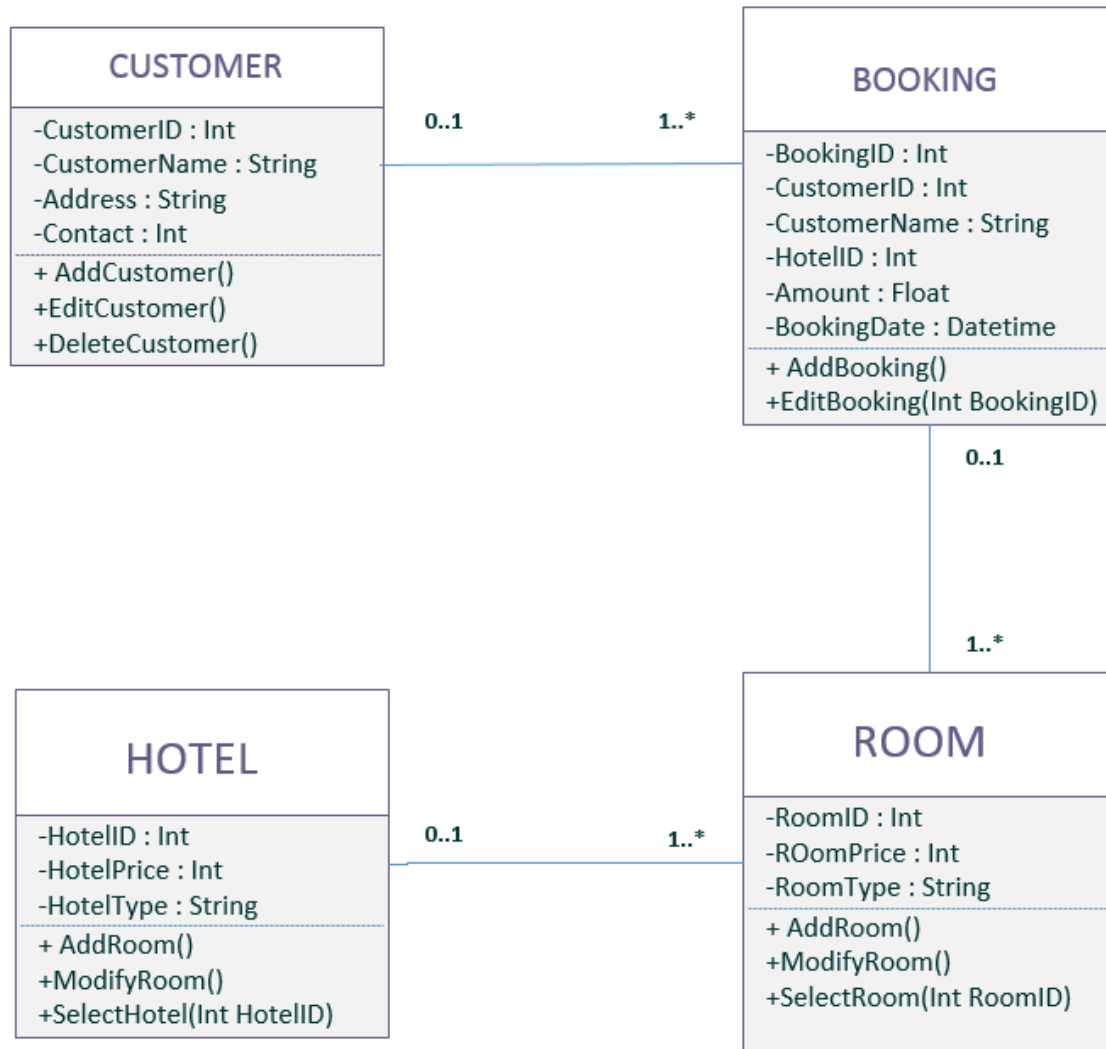 CUSTOMER
-CustomerID : Int
-CustomerName : String
-Address : String
-Contact : Int
+ AddCustomer()
+EditCustomer()
+DeleteCustomer()
0..1
1..*
BOOKING
-BookingID : Int
-CustomerID : Int
-CustomerName : String
-HotelID : Int
-Amount : Float
-BookingDate : Datetime
+ AddBooking()
+EditBooking(Int BookingID)
0..1
1..*
HOTEL
-HotelID : Int
-HotelPrice : Int
-HotelType : String
+ AddRoom()
+ModifyRoom()
+SelectHotel(Int HotelID)
0..1
1..*
ROOM
-RoomID : Int
-ROomPrice : Int
-RoomType : String
+ AddRoom()
+ModifyRoom()
+SelectRoom(Int RoomID)